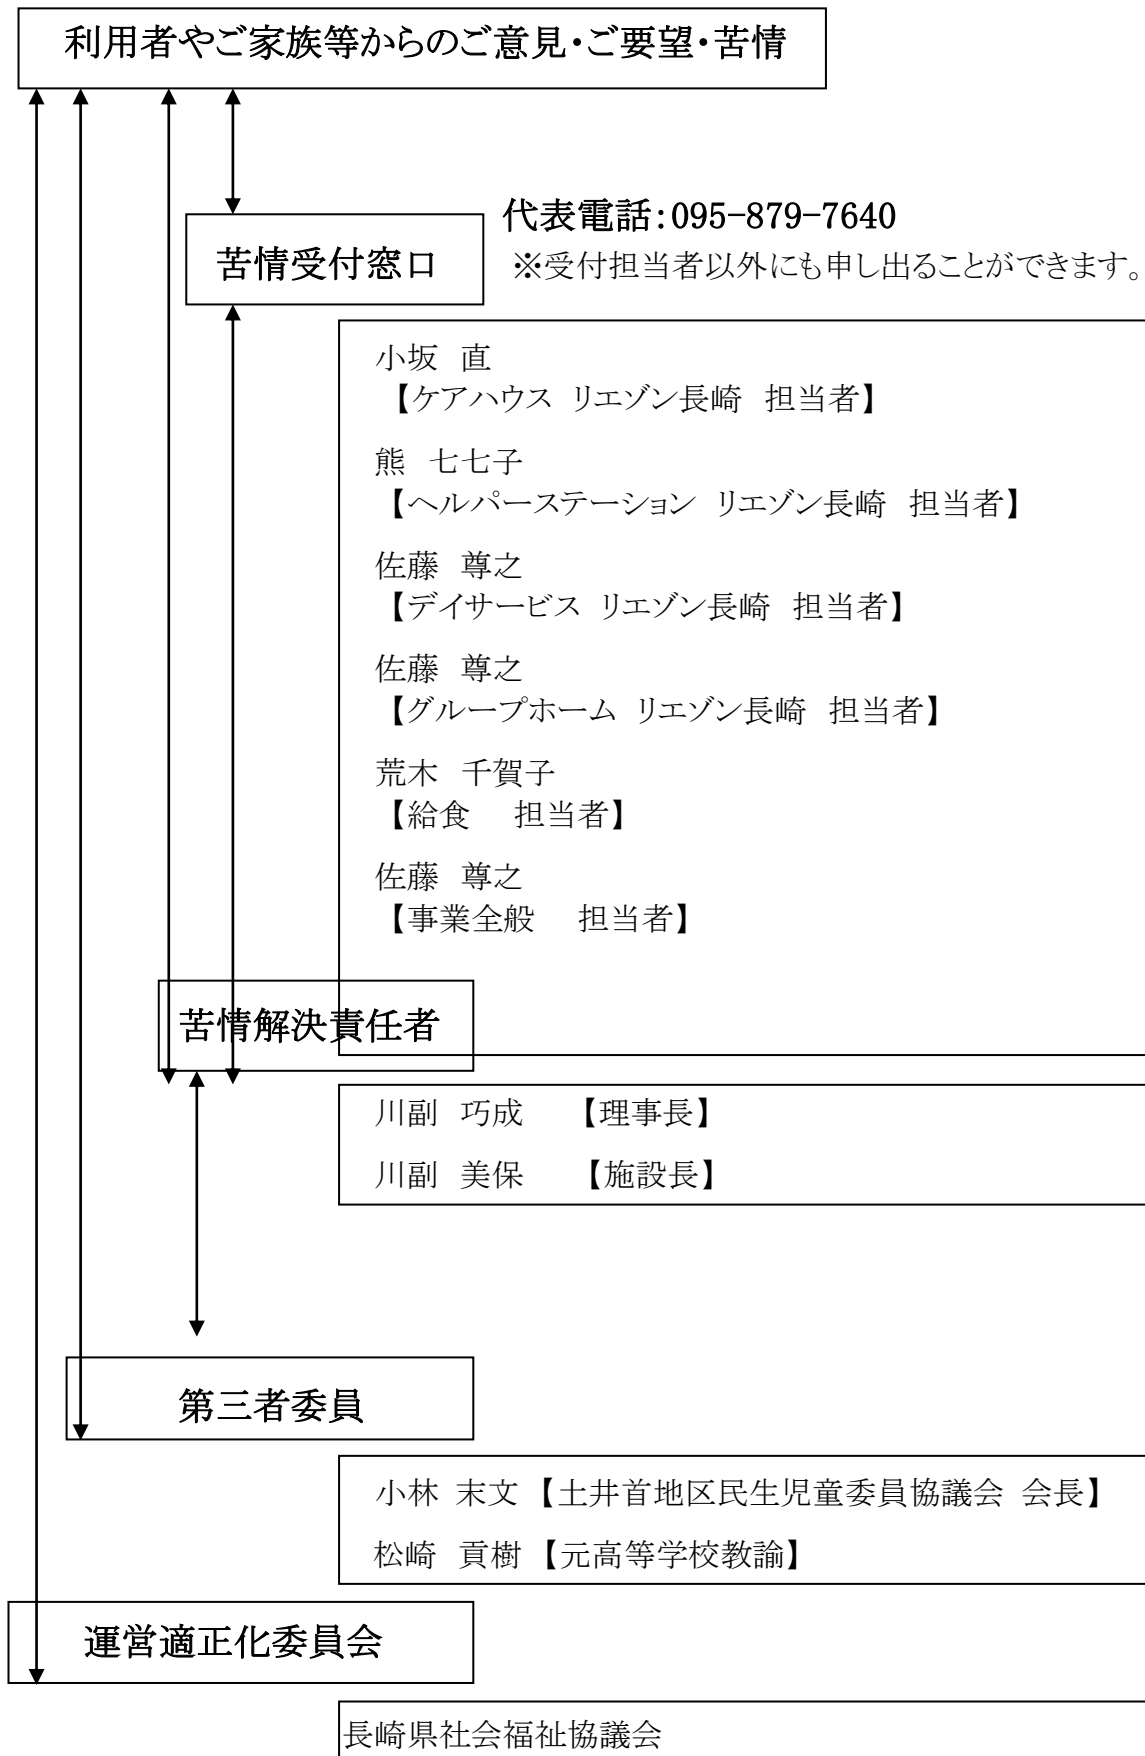 利用者やご家族等からのご意見・ご要望・苦情
代表電話：095-879-7640
苦情受付窓口
※受付担当者以外にも申し出ることができます。
小坂 直
【ケアハウス リエゾン長崎 担当者】
熊 七七子
【ヘルパーステーション リエゾン長崎 担当者】
佐藤 尊之
【デイサービス リエゾン長崎 担当者】
佐藤 尊之
【グループホーム リエゾン長崎 担当者】
荒木 千賀子
【給食 担当者】
佐藤 尊之
【事業全般 担当者】
苦情解決責任者
川副 巧成 【理事長】
川副 美保 【施設長】
第三者委員
小林 末文 【土井首地区民生児童委員協議会 会長】
松崎 貢樹 【元高等学校教諭】
運営適正化委員会
長崎県社会福祉協議会